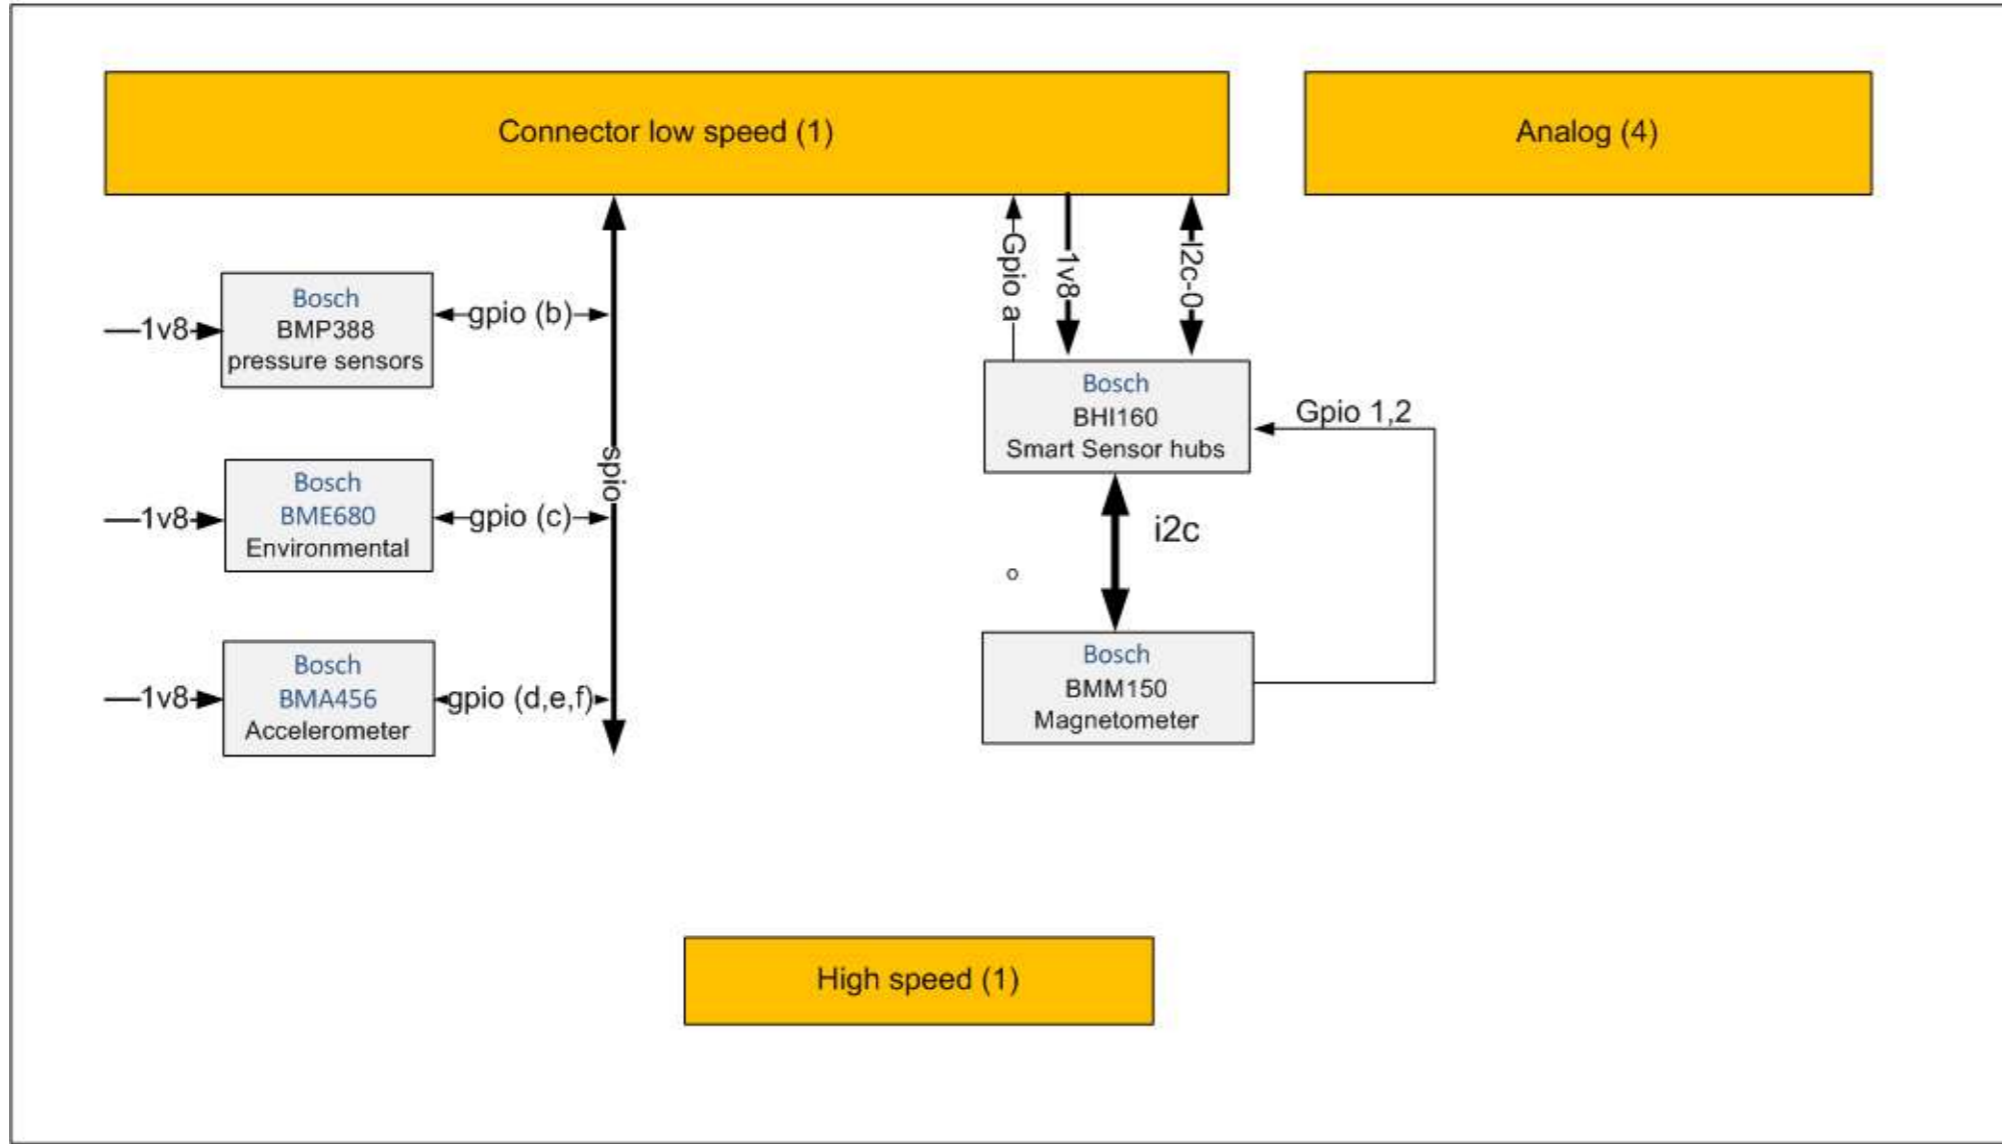 Connector low speed (1)
Analog (4)
Gpio a
1v8
I2c-0
1v8
Bosch
BMP388
pressure sensors
gpio (b)
spio
Bosch
BHI160
Smart Sensor hubs
Gpio 1,2
1v8
Bosch
BME680
Environmental
gpio (c)
i2c
1v8
Bosch
BMA456
Accelerometer
gpio (d,e,f)
Bosch
BMM150
Magnetometer
High speed (1)